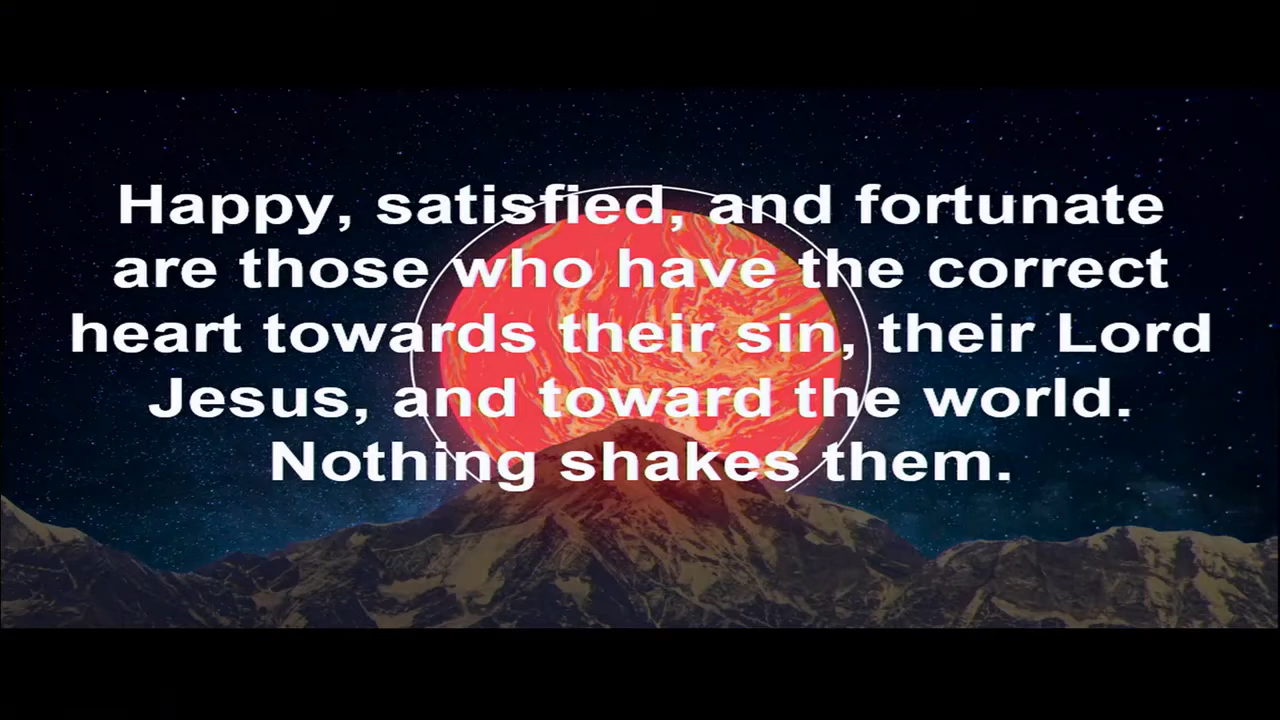 Happy, satisfied, and fortunate
are those who have the correct
heart towards their sin, their Lord
Jesus, and toward the world.
Nothing shakes them.